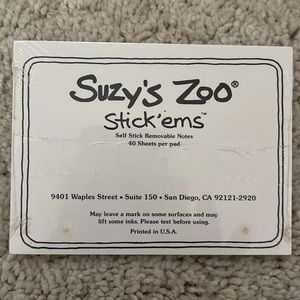 Suzy's Zoo®
Stick'ems™
Self Stick Removable Notes
40 Sheets per pad
9401 Waples Street • Suite 150 • San Diego, CA 92121-2920
May leave a mark on some surfaces and may
lift some inks. Please test before using.
Printed in U.S.A.